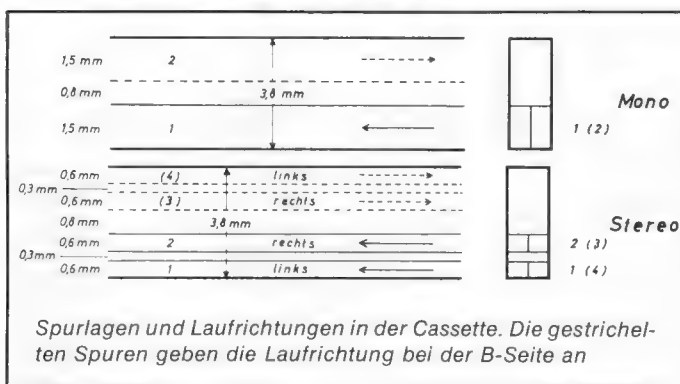 1,5 mm 2
0,8 mm 3,8 mm
1,5 mm 1
Mono
1 (2)
0,6 mm (4) links
0,3 mm
0,6 mm (3) rechts
0,8 mm 3,8 mm
0,6 mm 2 rechts
0,3 mm
0,6 mm 1 links
Stereo
2 (3)
1 (4)
Spurlagen und Laufrichtungen in der Cassette. Die gestrichel-
ten Spuren geben die Laufrichtung bei der B-Seite an